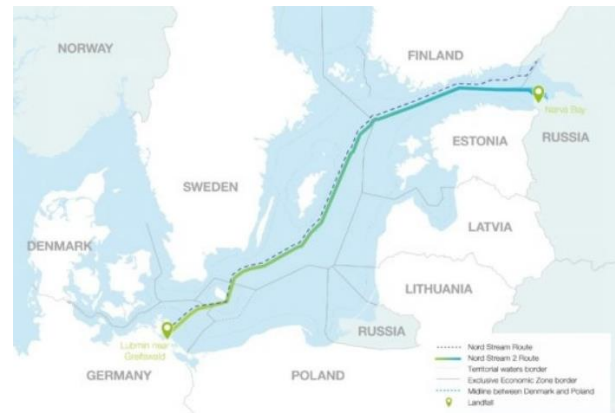 NORWAY
FINLAND
Narva Bay
RUSSIA
ESTONIA
SWEDEN
LATVIA
DENMARK
LITHUANIA
RUSSIA
Lubmin near
Greifswald
GERMANY
POLAND
Nord Stream Route
Nord Stream 2 Route
Territorial waters border
Exclusive Economic Zone border
Midline between Denmark and Poland
Landfall